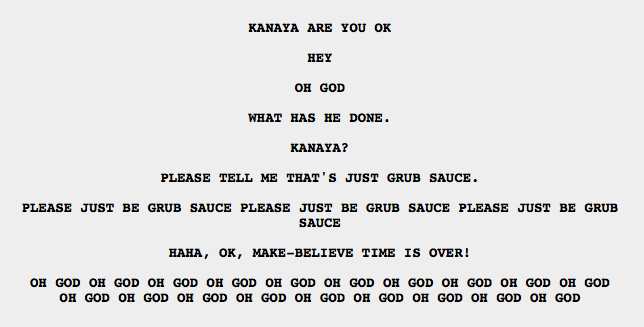 KANAYA ARE YOU OK
HEY
OH GOD
WHAT HAS HE DONE.
KANAYA?
PLEASE TELL ME THAT'S JUST GRUB SAUCE.
PLEASE JUST BE GRUB SAUCE PLEASE JUST BE GRUB SAUCE PLEASE JUST BE GRUB
SAUCE
HAHA, OK, MAKE-BELIEVE TIME IS OVER!
OH GOD OH GOD OH GOD OH GOD OH GOD OH GOD OH GOD OH GOD OH GOD OH GOD
OH GOD OH GOD OH GOD OH GOD OH GOD OH GOD OH GOD OH GOD OH GOD